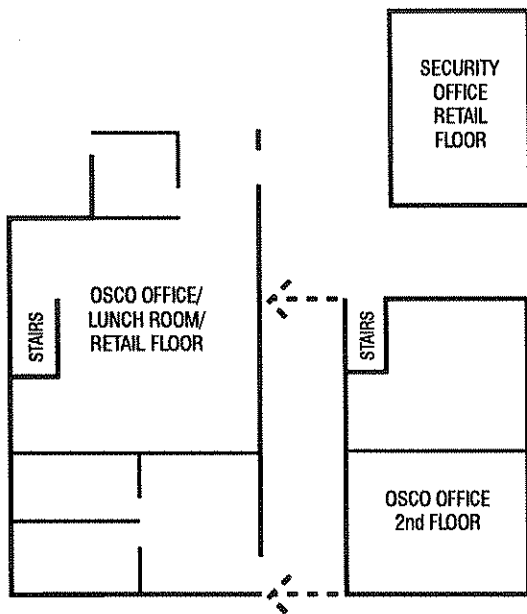 SECURITY
OFFICE
RETAIL
FLOOR
OSCO OFFICE/
LUNCH ROOM/
RETAIL FLOOR
STAIRS
STAIRS
OSCO OFFICE
2nd FLOOR